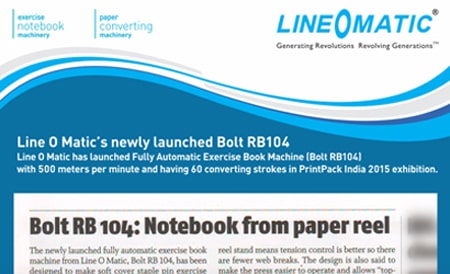 exercise
notebook
machinery
paper
converting
machinery
LINEOMATIC®
Generating Revolutions Revolving Generations™
Line O Matic's newly launched Bolt RB104
Line O Matic has launched Fully Automatic Exercise Book Machine (Bolt RB104)
with 500 meters per minute and having 60 converting strokes in PrintPack India 2015 exhibition.
Bolt RB 104: Notebook from paper reel
The newly launched fully automatic exercise book
machine from Line O Matic, Bolt RB 104, has been
designed to make soft cover staple pin exercise
reel stand means tension control is better so there
are fewer web breaks. The design is also said to
make the press easier to operate and allows "top-